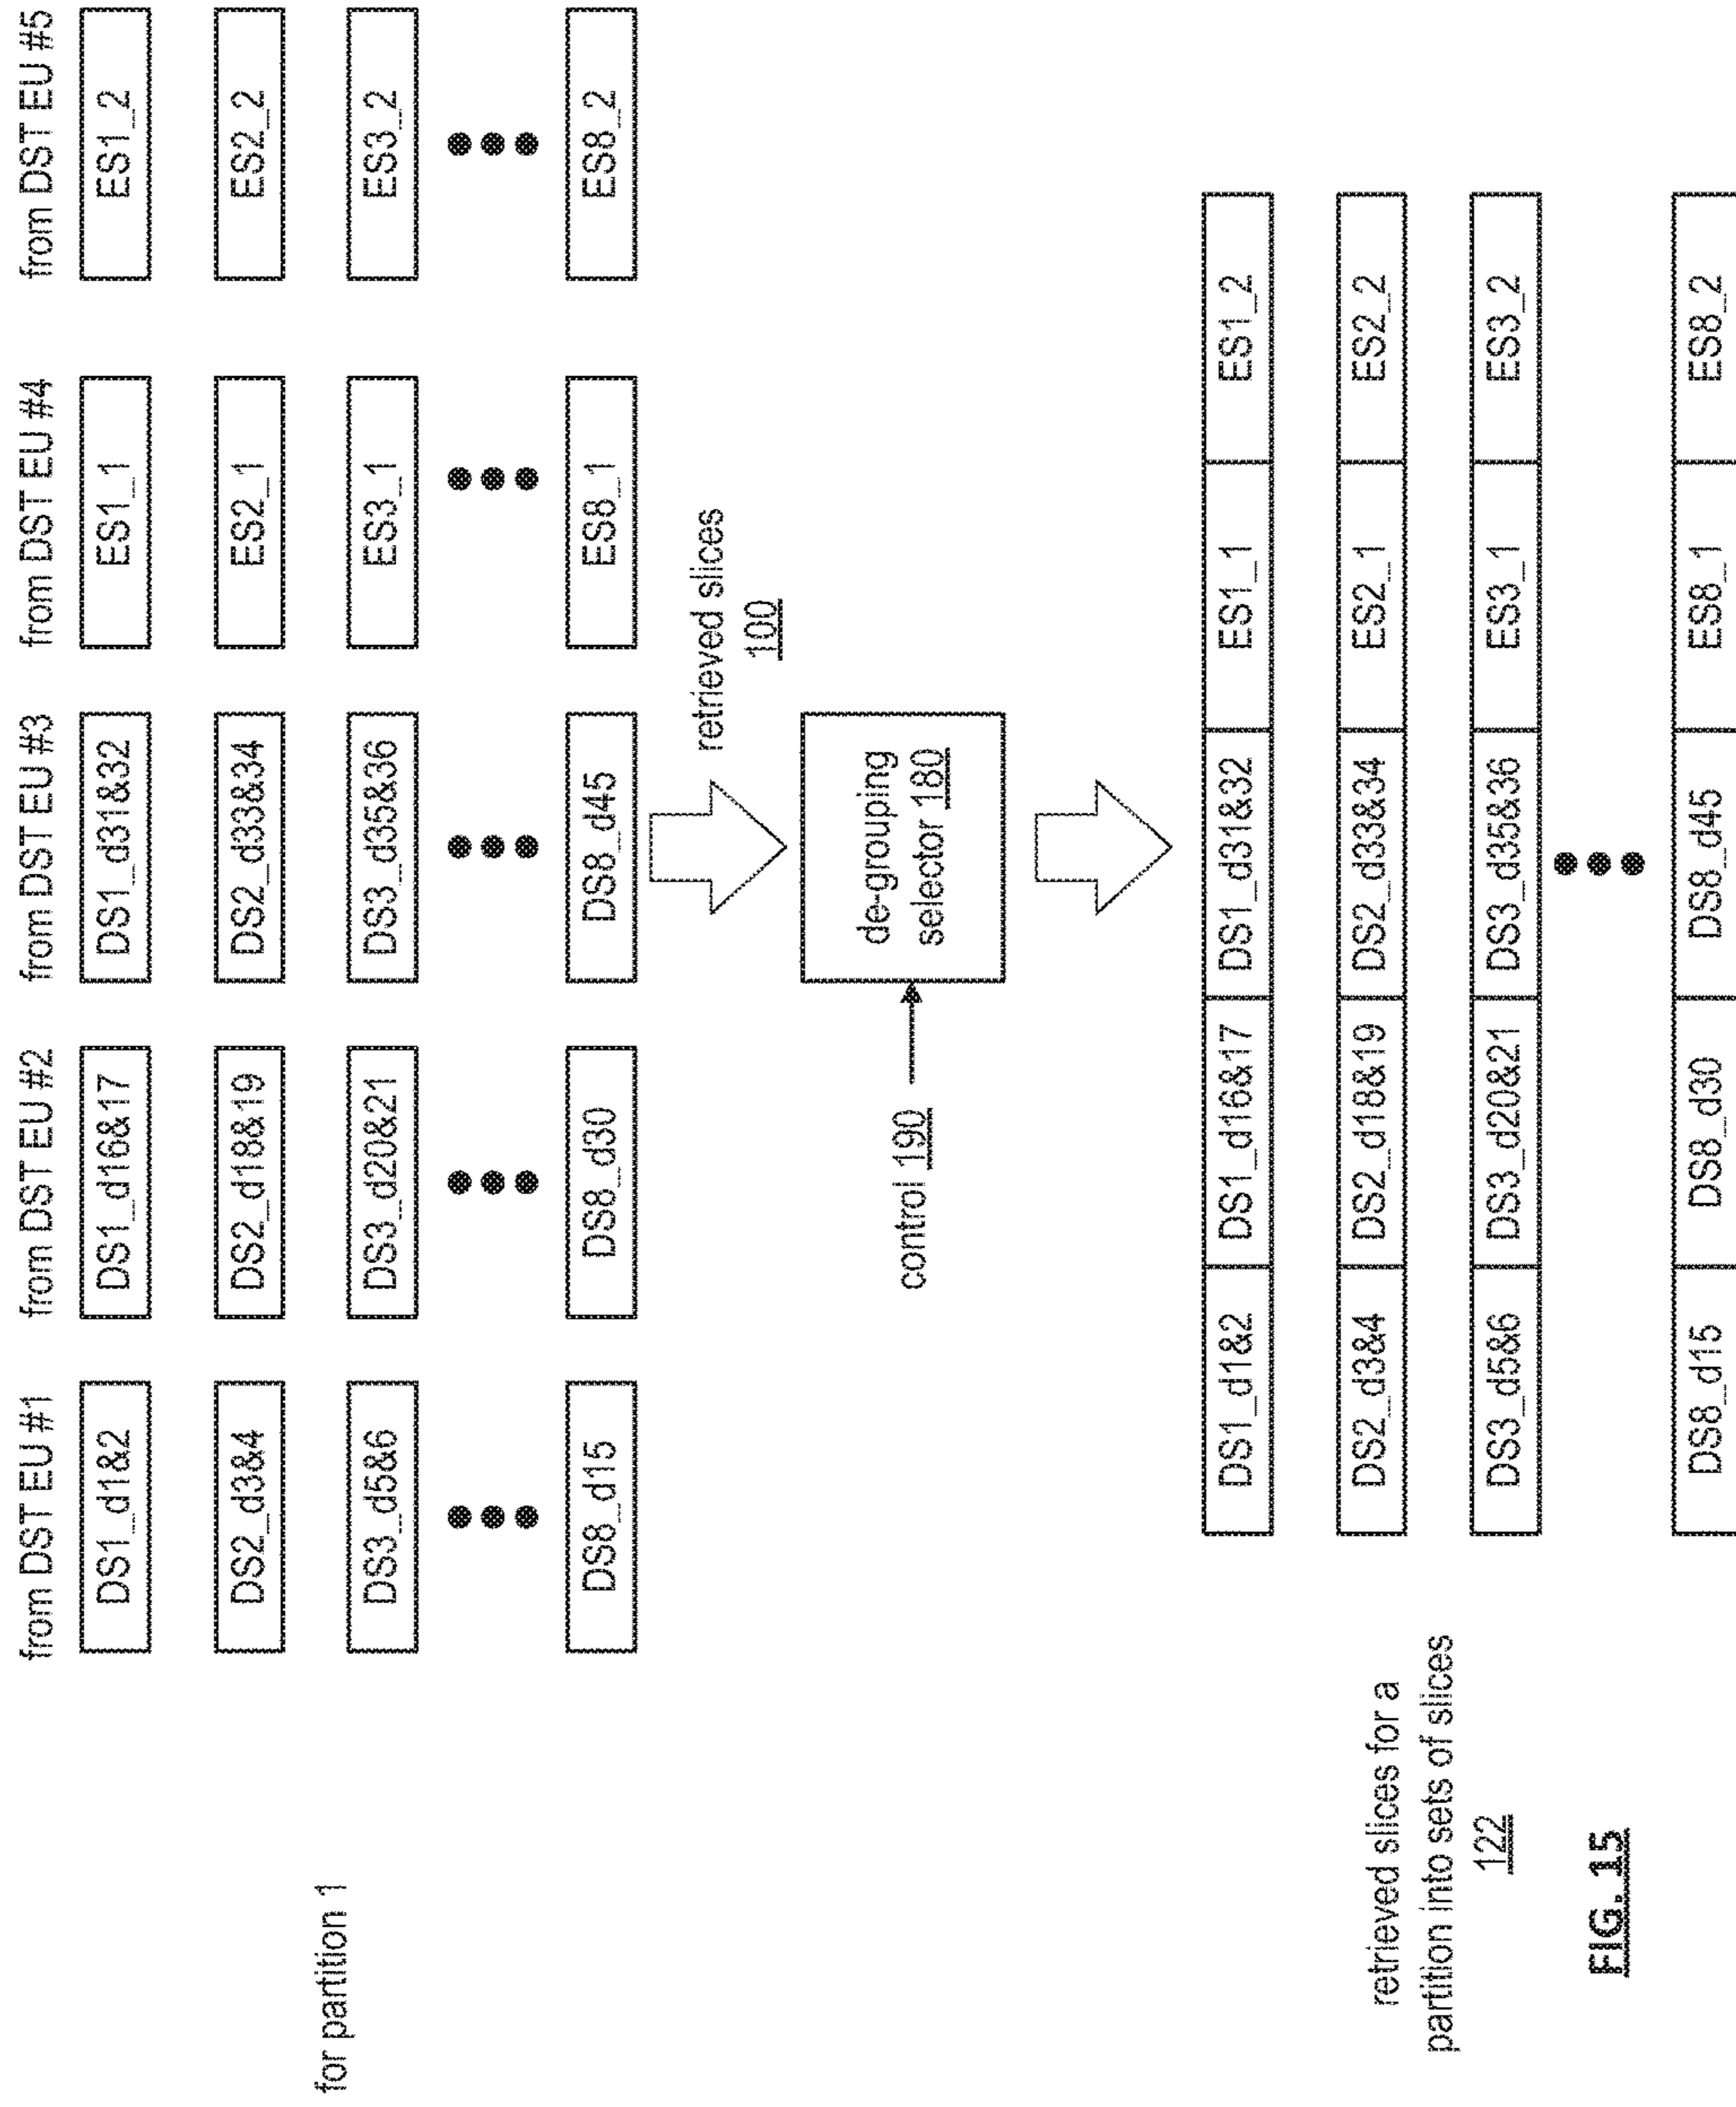 from DST EU #1
from DST EU #2
from DST EU #3
from DST EU #4
from DST EU #5
for partition 1
DS1_d1&2
DS1_d16&17
DS1_d31&32
ES1_1
ES1_2
DS2_d3&4
DS2_d18&19
DS2_d33&34
ES2_1
ES2_2
DS3_d5&6
DS3_d20&21
DS3_d35&36
ES3_1
ES3_2
DS8_d15
DS8_d30
DS8_d45
ES8_1
ES8_2
retrieved slices
100
control 190
de-grouping
selector 180
retrieved slices for a
partition into sets of slices
122
DS1_d1&2
DS1_d16&17
DS1_d31&32
ES1_1
ES1_2
DS2_d3&4
DS2_d18&19
DS2_d33&34
ES2_1
ES2_2
DS3_d5&6
DS3_d20&21
DS3_d35&36
ES3_1
ES3_2
DS8_d15
DS8_d30
DS8_d45
ES8_1
ES8_2
FIG. 15